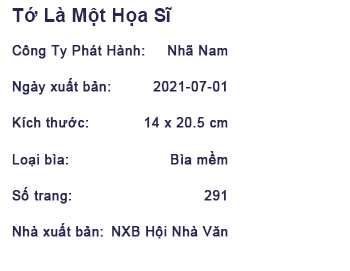 Tớ Là Một Họa Sĩ
Công Ty Phát Hành: Nhã Nam
Ngày xuất bản: 2021-07-01
Kích thước: 14 x 20.5 cm
Loại bìa: Bìa mềm
Số trang: 291
Nhà xuất bản: NXB Hội Nhà Văn